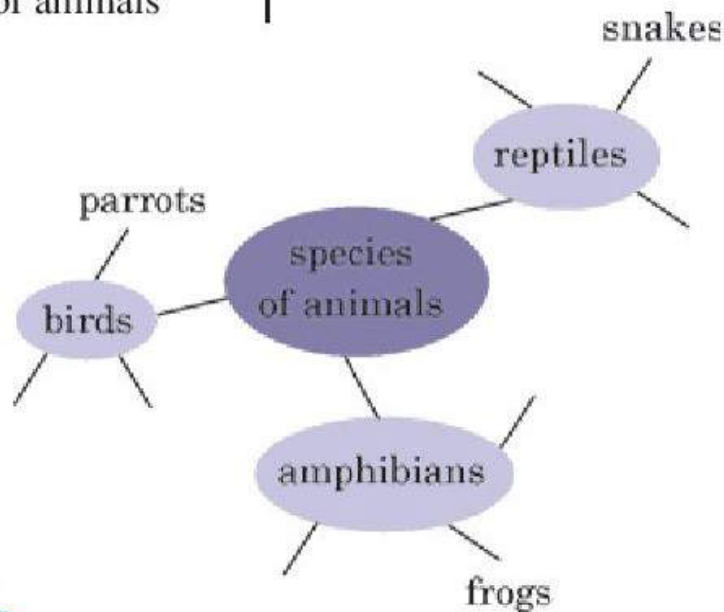 of animals
snakes
reptiles
parrots
species
of animals
birds
amphibians
frogs